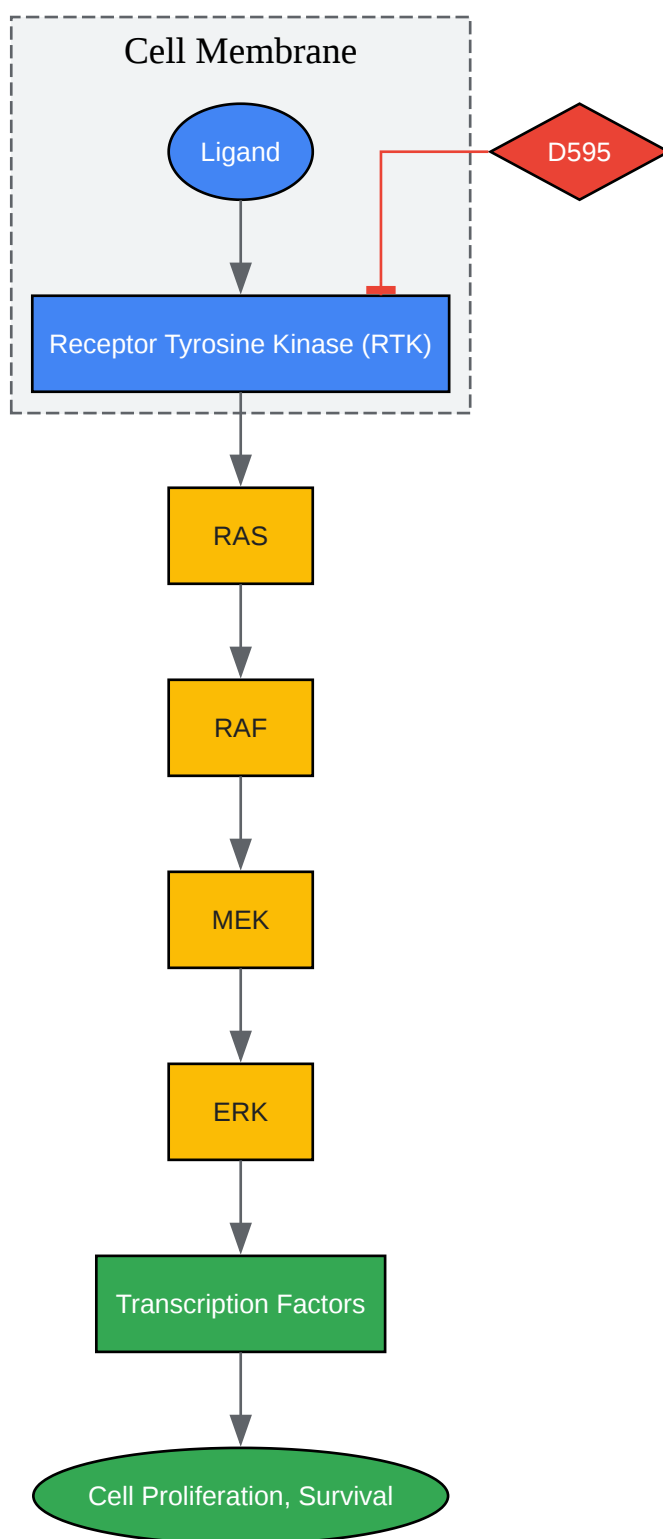 Cell Membrane
Ligand
D595
Receptor Tyrosine Kinase (RTK)
RAS
RAF
MEK
ERK
Transcription Factors
Cell Proliferation, Survival